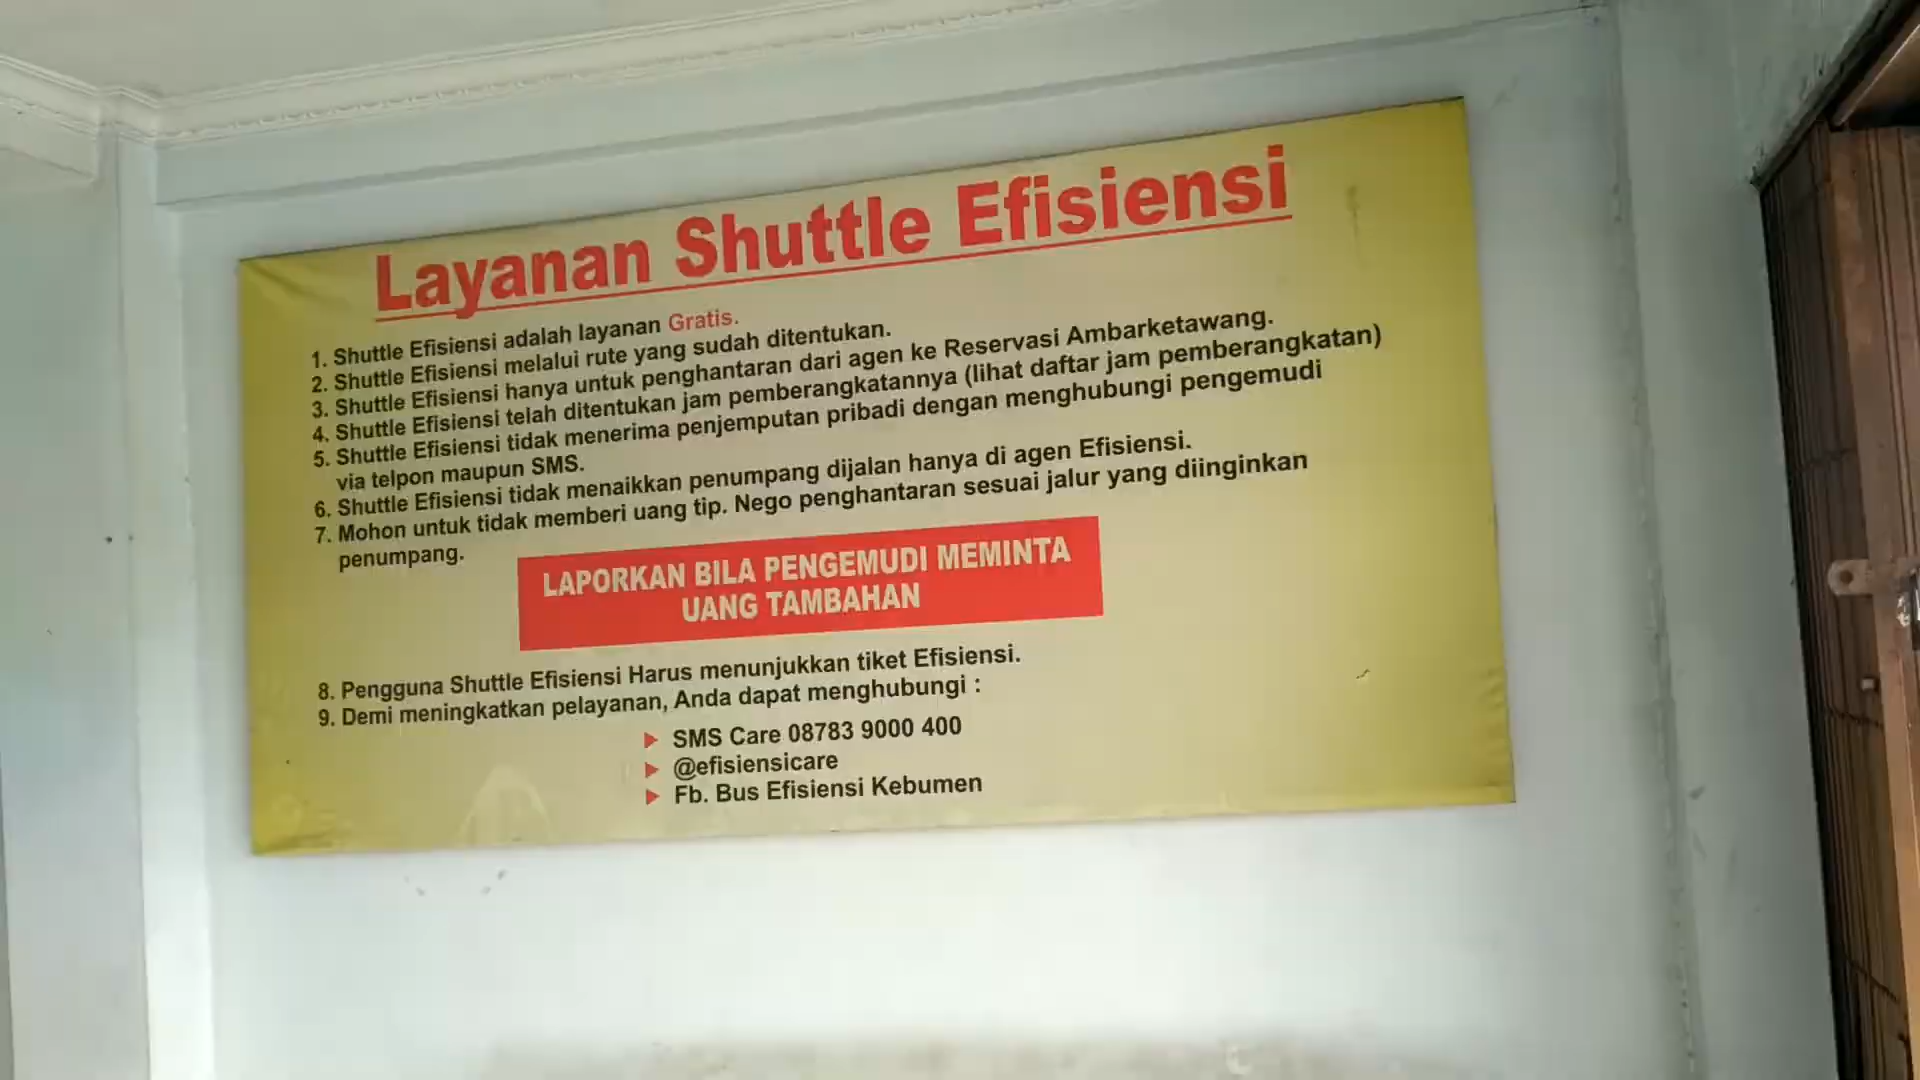 Layanan Shuttle Efisiensi
1. Shuttle Efisiensi adalah layanan Gratis.
2. Shuttle Efisiensi melalui rute yang sudah ditentukan.
3. Shuttle Efisiensi hanya untuk penghantaran dari agen ke Reservasi Ambarketawang.
4. Shuttle Efisiensi telah ditentukan jam pemberangkatannya (lihat daftar jam pemberangkatan)
5. Shuttle Efisiensi tidak menerima penjemputan pribadi dengan menghubungi pengemudi
via telpon maupun SMS.
6. Shuttle Efisiensi tidak menaikkan penumpang dijalan hanya di agen Efisiensi.
7. Mohon untuk tidak memberi uang tip. Nego penghantaran sesuai jalur yang diinginkan
penumpang.
LAPORKAN BILA PENGEMUDI MEMINTA
UANG TAMBAHAN
8. Pengguna Shuttle Efisiensi Harus menunjukkan tiket Efisiensi.
9. Demi meningkatkan pelayanan, Anda dapat menghubungi :
SMS Care 08783 9000 400
@efisiensicare
Fb. Bus Efisiensi Kebumen